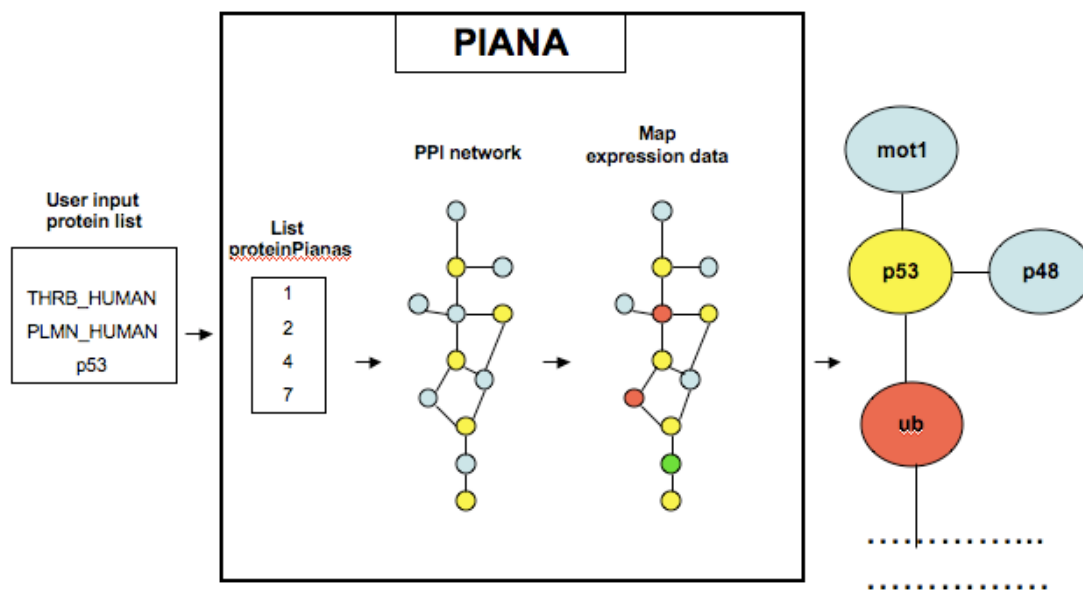 PIANA
User input
protein list
THRB_HUMAN
PLMN_HUMAN
p53
List
proteinPianas
1
2
4
7
PPI network
Map
expression data
mot1
p53
p48
ub
...............
...............